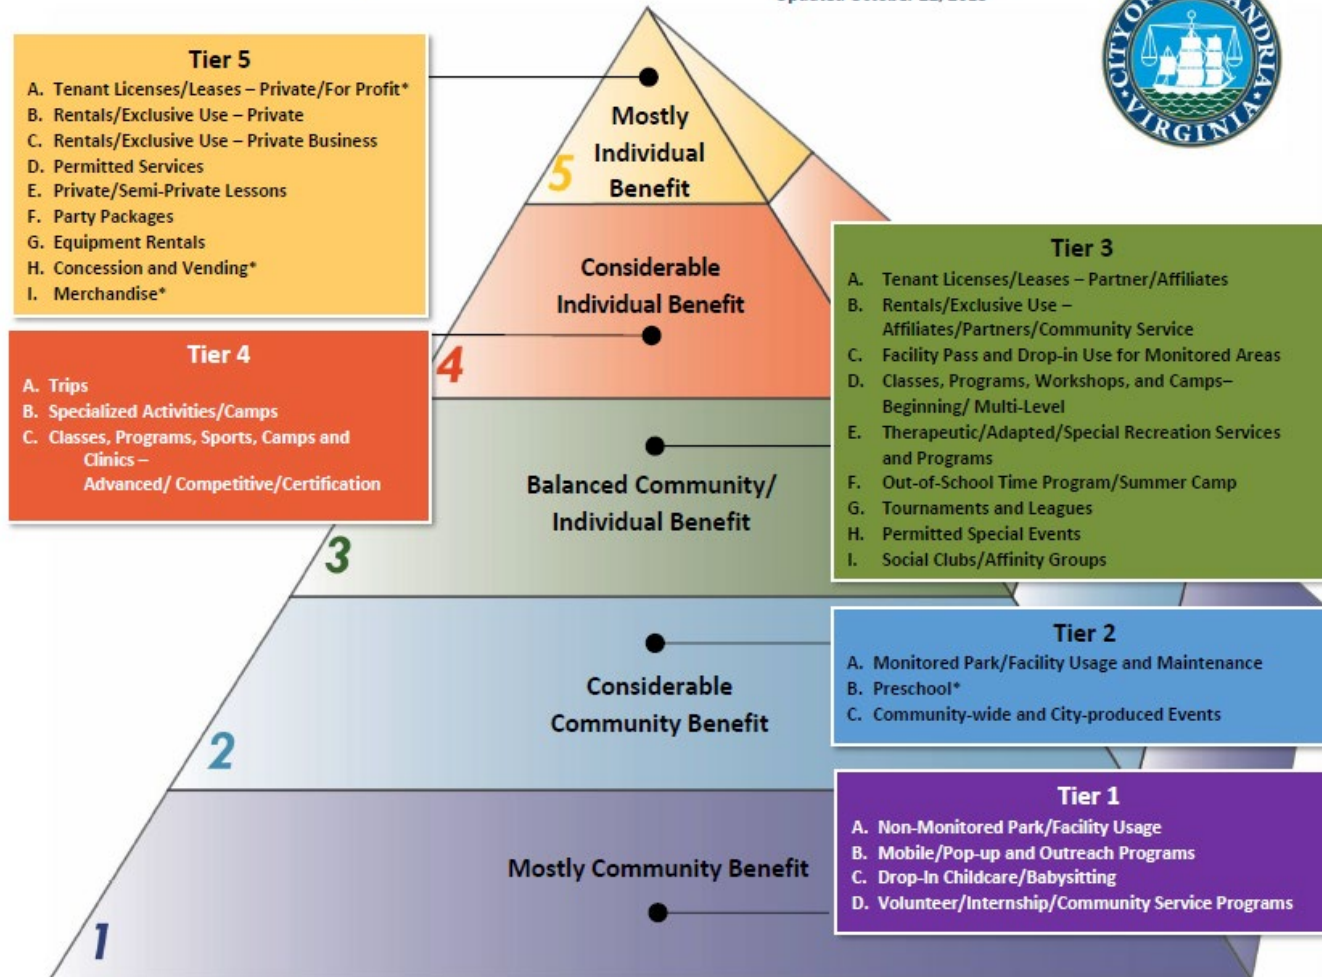 Tier 5
A. Tenant Licenses/Leases – Private/For Profit*
B. Rentals/Exclusive Use – Private
C. Rentals/Exclusive Use – Private Business
D. Permitted Services
E. Private/Semi-Private Lessons
F. Party Packages
G. Equipment Rentals
H. Concession and Vending*
I. Merchandise*
Mostly
Individual
Benefit
5
CITY OF
VIRGINIA
Tier 4
A. Trips
B. Specialized Activities/Camps
C. Classes, Programs, Sports, Camps and
Clinics –
Advanced/ Competitive/Certification
Considerable
Individual Benefit
4
Tier 3
A. Tenant Licenses/Leases – Partner/Affiliates
B. Rentals/Exclusive Use –
Affiliates/Partners/Community Service
C. Facility Pass and Drop-in Use for Monitored Areas
D. Classes, Programs, Workshops, and Camps–
Beginning/ Multi-Level
E. Therapeutic/Adapted/Special Recreation Services
and Programs
F. Out-of-School Time Program/Summer Camp
G. Tournaments and Leagues
H. Permitted Special Events
I. Social Clubs/Affinity Groups
Balanced Community/
Individual Benefit
3
Tier 2
A. Monitored Park/Facility Usage and Maintenance
B. Preschool*
C. Community-wide and City-produced Events
Considerable
Community Benefit
2
Tier 1
A. Non-Monitored Park/Facility Usage
B. Mobile/Pop-up and Outreach Programs
C. Drop-In Childcare/Babysitting
D. Volunteer/Internship/Community Service Programs
Mostly Community Benefit
1